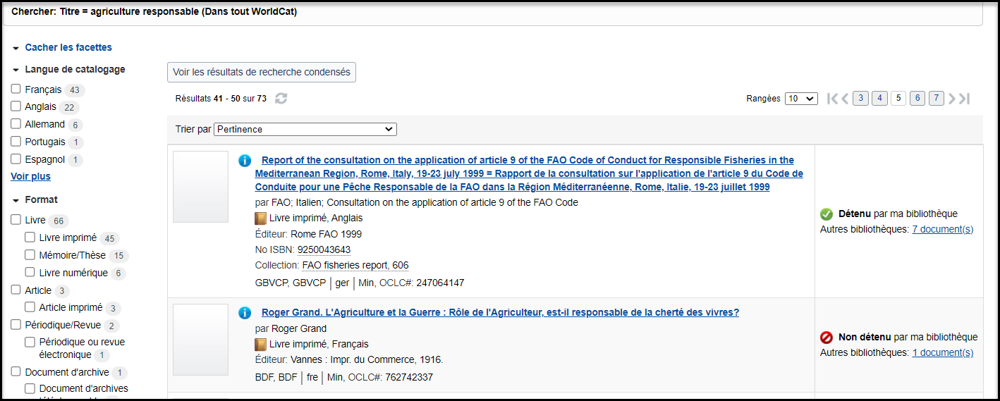 Chercher: Titre = agriculture responsable (Dans tout WorldCat)
Cacher les facettes
Langue de catalogage
Français 43
Anglais 22
Allemand 6
Portugais 1
Espagnol 1
Voir plus
Format
Livre 66
Livre imprimé 45
Mémoire/Thèse 15
Livre numérique 6
Article 3
Article imprimé 3
Périodique/Revue 2
Périodique ou revue
électronique 1
Document d'archive 1
Document d'archives
Voir les résultats de recherche condensés
Résultats 41 - 50 sur 73
Rangées 10 3 4 5 6 7
Trier par Pertinence
Report of the consultation on the application of article 9 of the FAO Code of Conduct for Responsible Fisheries in the
Mediterranean Region, Rome, Italy, 19-23 july 1999 = Rapport de la consultation sur l'application de l'article 9 du Code de
Conduite pour une Pêche Responsable de la FAO dans la Région Méditerranéenne, Rome, Italie, 19-23 juillet 1999
par FAO; Italien; Consultation on the application of article 9 of the FAO Code
Livre imprimé, Anglais
Éditeur: Rome FAO 1999
No ISBN: 9250043643
Collection: FAO fisheries report, 606
GBVCP, GBVCP | ger | Min, OCLC#: 247064147
Détenu par ma bibliothèque
Autres bibliothèques: 7 document(s)
Roger Grand. L'Agriculture et la Guerre : Rôle de l'Agriculteur, est-il responsable de la cherté des vivres?
par Roger Grand
Livre imprimé, Français
Éditeur: Vannes : Impr. du Commerce, 1916.
BDF, BDF | fre | Min, OCLC#: 762742337
Non détenu par ma bibliothèque
Autres bibliothèques: 1 document(s)